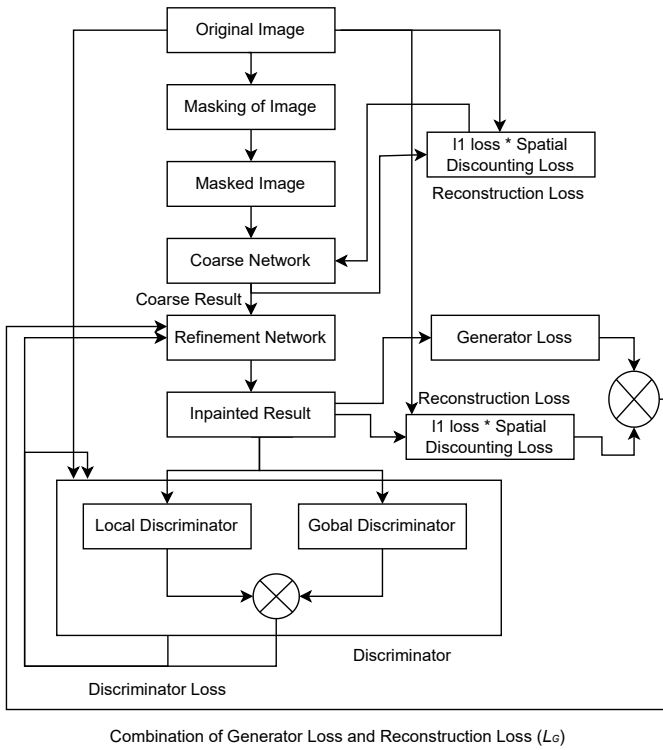 Original Image
Masking of Image
l1 loss * Spatial
Discounting Loss
Reconstruction Loss
Masked Image
Coarse Network
Coarse Result
Refinement Network
Generator Loss
Inpainted Result
Reconstruction Loss
l1 loss * Spatial
Discounting Loss
Local Discriminator
Gobal Discriminator
Discriminator
Discriminator Loss
Combination of Generator Loss and Reconstruction Loss (LG)